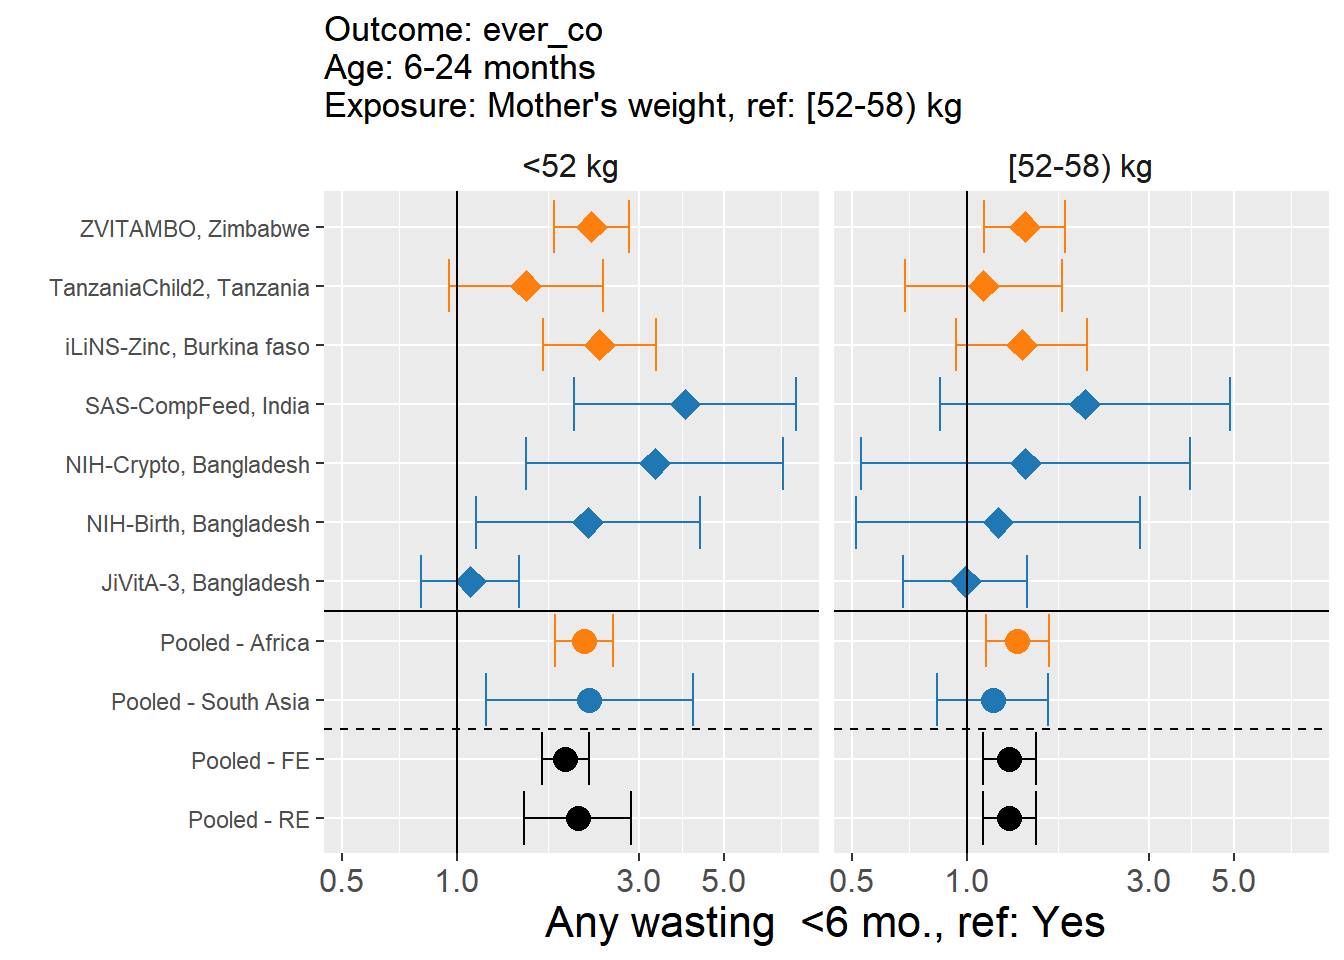 Outcome: ever_co
Age: 6-24 months
Exposure: Mother's weight, ref: [52-58) kg
<52 kg
[52-58) kg
ZVITAMBO, Zimbabwe
TanzaniaChild2, Tanzania
iLiNS-Zinc, Burkina faso
SAS-CompFeed, India
NIH-Crypto, Bangladesh
NIH-Birth, Bangladesh
JiVitA-3, Bangladesh
Pooled - Africa
Pooled - South Asia
Pooled - FE
Pooled - RE
0.5 1.0 3.0 5.0 0.5 1.0 3.0 5.0
Any wasting  <6 mo., ref: Yes